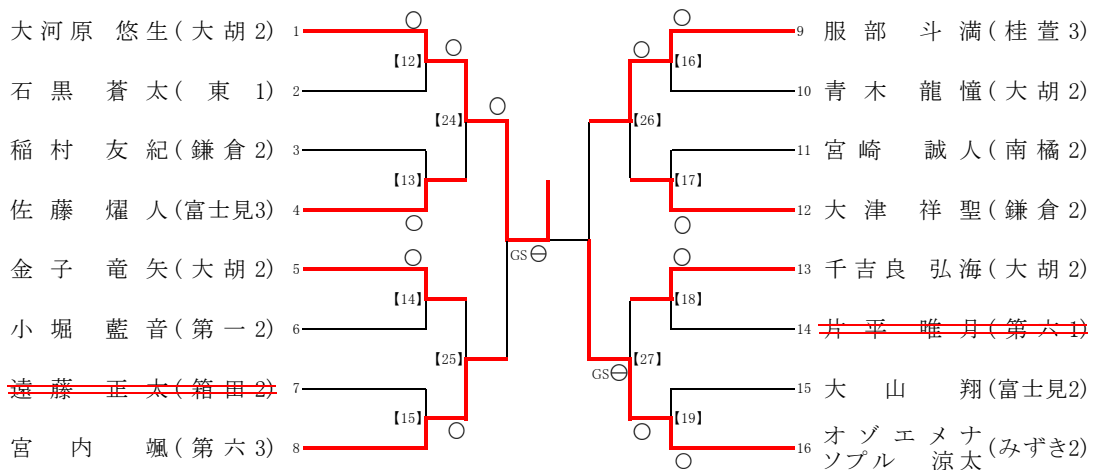 大河原 悠生(大胡2) 1
石黒 蒼太(東1) 2
稲村 友紀(鎌倉2) 3
佐藤 燿人(富士見3) 4
金子 竜矢(大胡2) 5
小堀 藍音(第一2) 6
遠藤 正太(箱田2) 7
宮内 颯(第六3) 8
【12】
【13】
【14】
【15】
【24】
【25】
GS
GS
【26】
【27】
【16】
【17】
【18】
【19】
9 服部 斗満(桂萱3)
10 青木 龍憧(大胡2)
11 宮崎 誠人(南橘2)
12 大津 祥聖(鎌倉2)
13 千吉良 弘海(大胡2)
14 片平 唯月(第六1)
15 大山 翔(富士見2)
16 オゾエメナ
ソプル 涼太(みずき2)